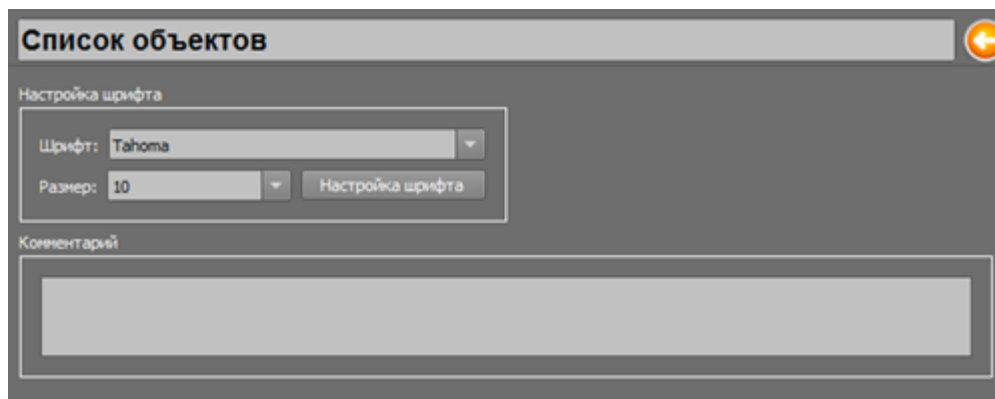 Список объектов
Настройка шрифта
Шрифт: Tahoma
Размер: 10 Настройка шрифта
Комментарий